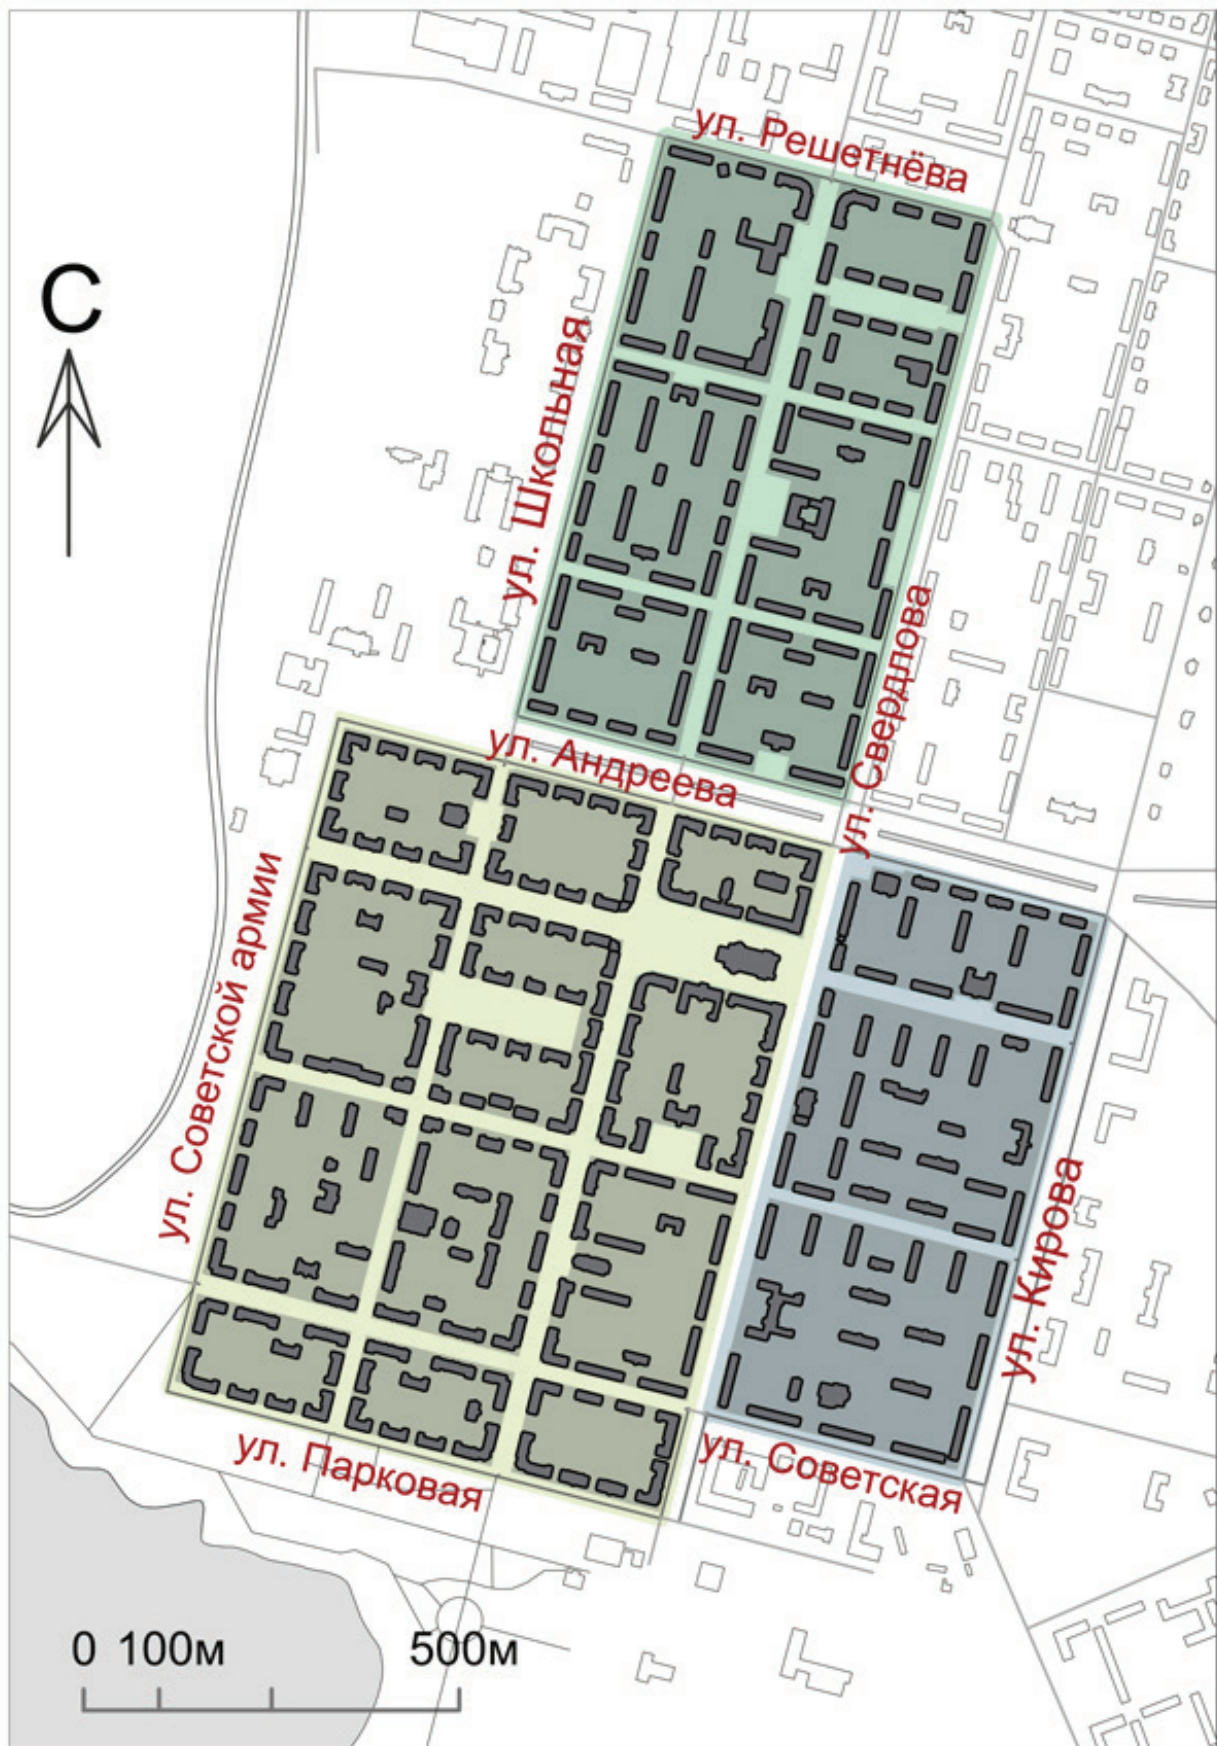 ул. Решетнёва
С
ул. Школьная
ул. Свердлова
ул. Андреева
ул. Советской армии
ул. Кирова
ул. Советская
ул. Парковая
0 100м 500м